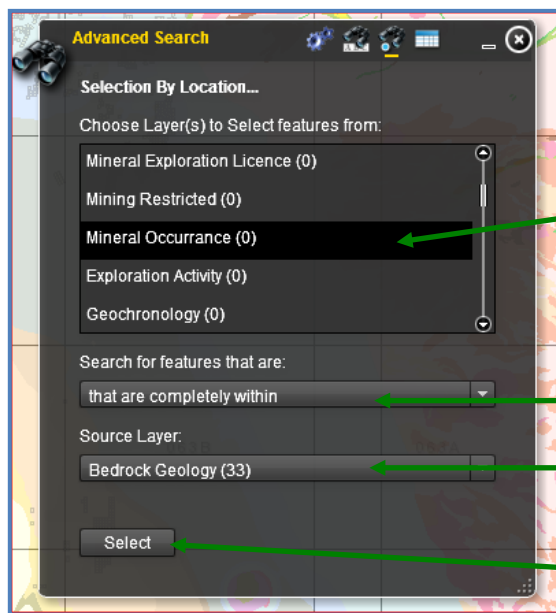 Advanced Search
Selection By Location...
Choose Layer(s) to Select features from:
Mineral Exploration Licence (0)
Mining Restricted (0)
Mineral Occurrance (0)
Exploration Activity (0)
Geochronology (0)
Search for features that are:
that are completely within
Source Layer:
Bedrock Geology (33)
Select